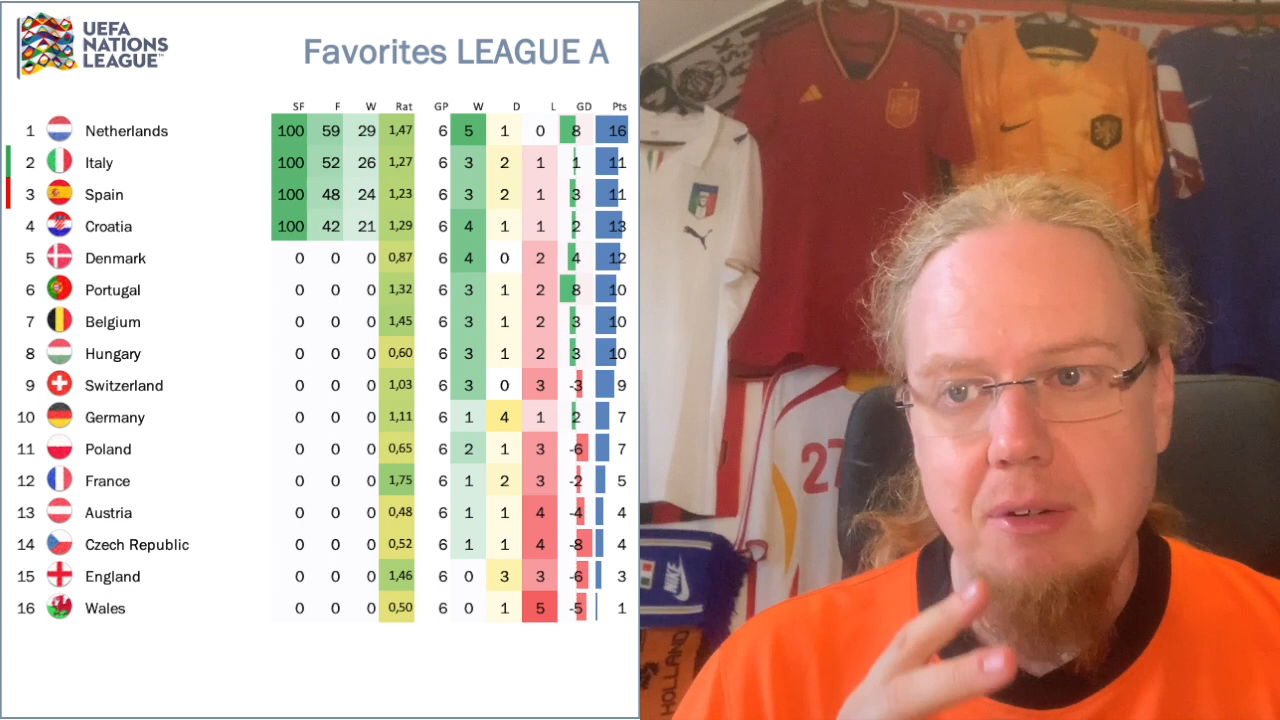 UEFA
NATIONS
LEAGUE™
Favorites LEAGUE A
SF F W Rat GP W D L GD Pts
1 Netherlands 100 59 29 1,47 6 5 1 0 8 16
2 Italy 100 52 26 1,27 6 3 2 1 1 11
3 Spain 100 48 24 1,23 6 3 2 1 3 11
4 Croatia 100 42 21 1,29 6 4 1 1 2 13
5 Denmark 0 0 0 0,87 6 4 0 2 4 12
6 Portugal 0 0 0 1,32 6 3 1 2 8 10
7 Belgium 0 0 0 1,45 6 3 1 2 3 10
8 Hungary 0 0 0 0,60 6 3 1 2 3 10
9 Switzerland 0 0 0 1,03 6 3 0 3 -3 9
10 Germany 0 0 0 1,11 6 1 4 1 2 7
11 Poland 0 0 0 0,65 6 2 1 3 -6 7
12 France 0 0 0 1,75 6 1 2 3 -2 5
13 Austria 0 0 0 0,48 6 1 1 4 -4 4
14 Czech Republic 0 0 0 0,52 6 1 1 4 -8 4
15 England 0 0 0 1,46 6 0 3 3 -6 3
16 Wales 0 0 0 0,50 6 0 1 5 -5 1
27
NIKE
HOLLAND